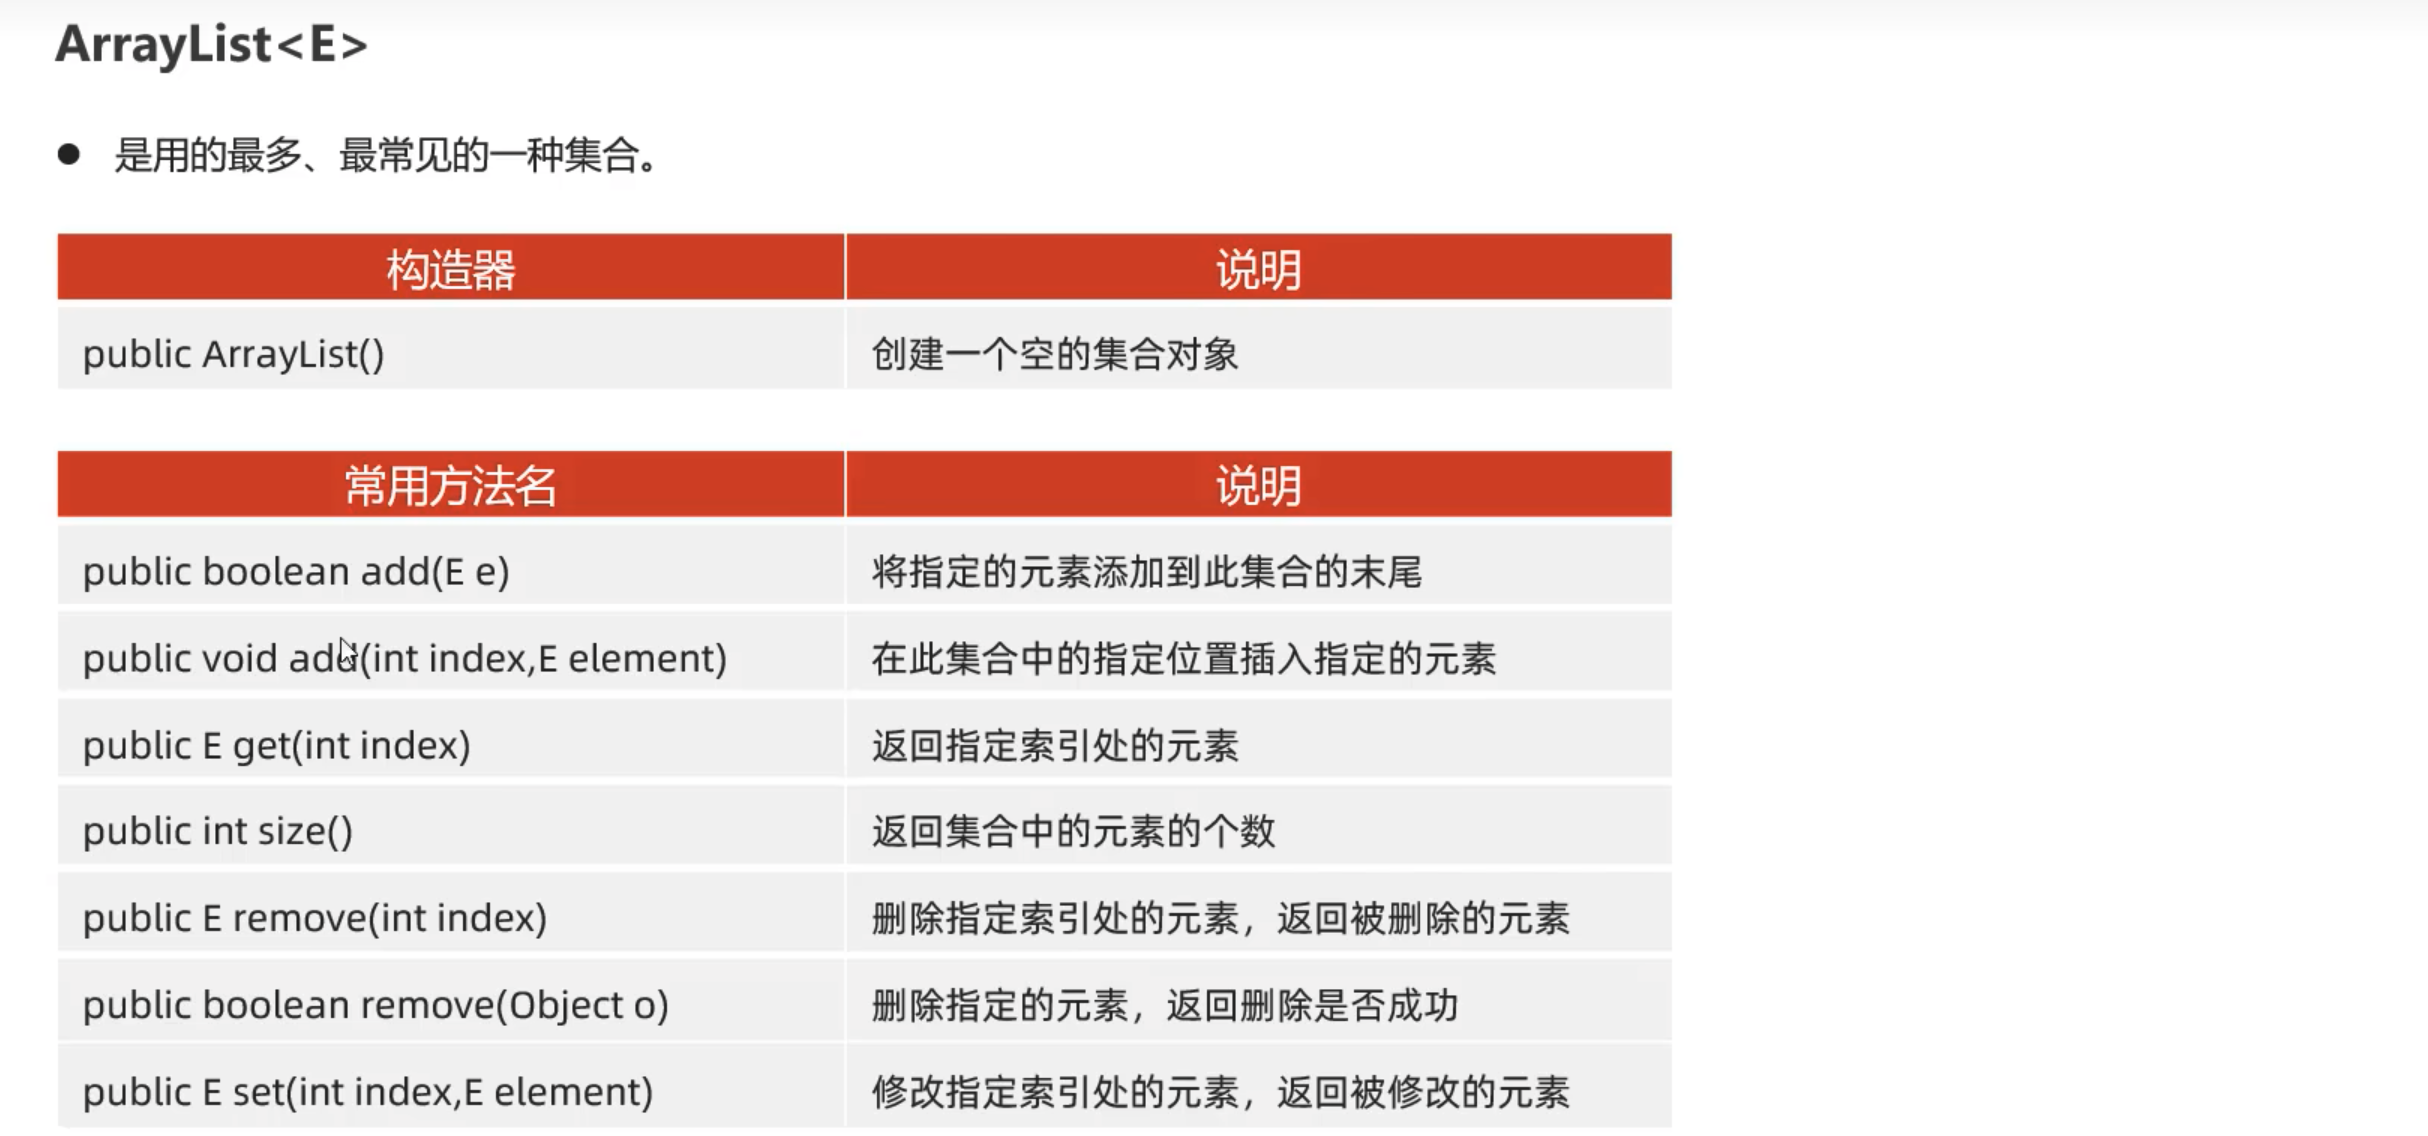 ArrayList<E>
● 是用的最多、最常见的一种集合。
构造器 说明
public ArrayList() 创建一个空的集合对象
常用方法名 说明
public boolean add(E e) 将指定的元素添加到此集合的末尾
public void add(int index,E element) 在此集合中的指定位置插入指定的元素
public E get(int index) 返回指定索引处的元素
public int size() 返回集合中的元素的个数
public E remove(int index) 删除指定索引处的元素，返回被删除的元素
public boolean remove(Object o) 删除指定的元素，返回删除是否成功
public E set(int index,E element) 修改指定索引处的元素，返回被修改的元素